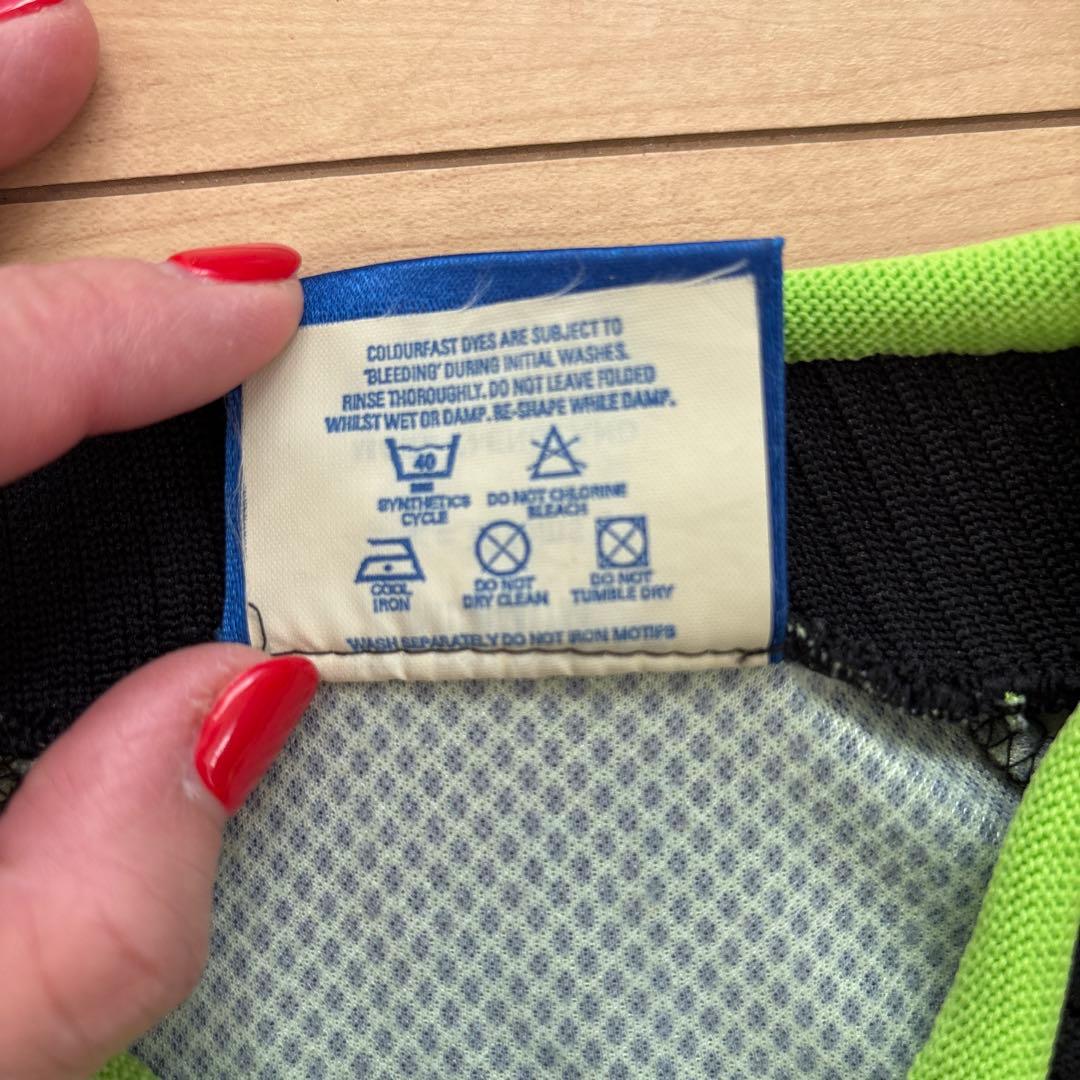 COLOURFAST DYES ARE SUBJECT TO
'BLEEDING' DURING INITIAL WASHES.
RINSE THOROUGHLY. DO NOT LEAVE FOLDED
WHILST WET OR DAMP. RE-SHAPE WHILE DAMP.
40
SYNTHETICS
CYCLE
DO NOT CHLORINE
BLEACH
COOL
IRON
DO NOT
DRY CLEAN
DO NOT
TUMBLE DRY
WASH SEPARATELY DO NOT IRON MOTIFS